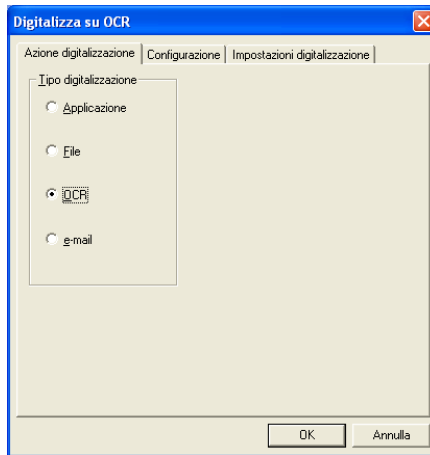 Digitalizza su OCR
Azione digitalizzazione Configurazione Impostazioni digitalizzazione
Tipo digitalizzazione
Applicazione
File
OCR
e-mail
OK Annulla